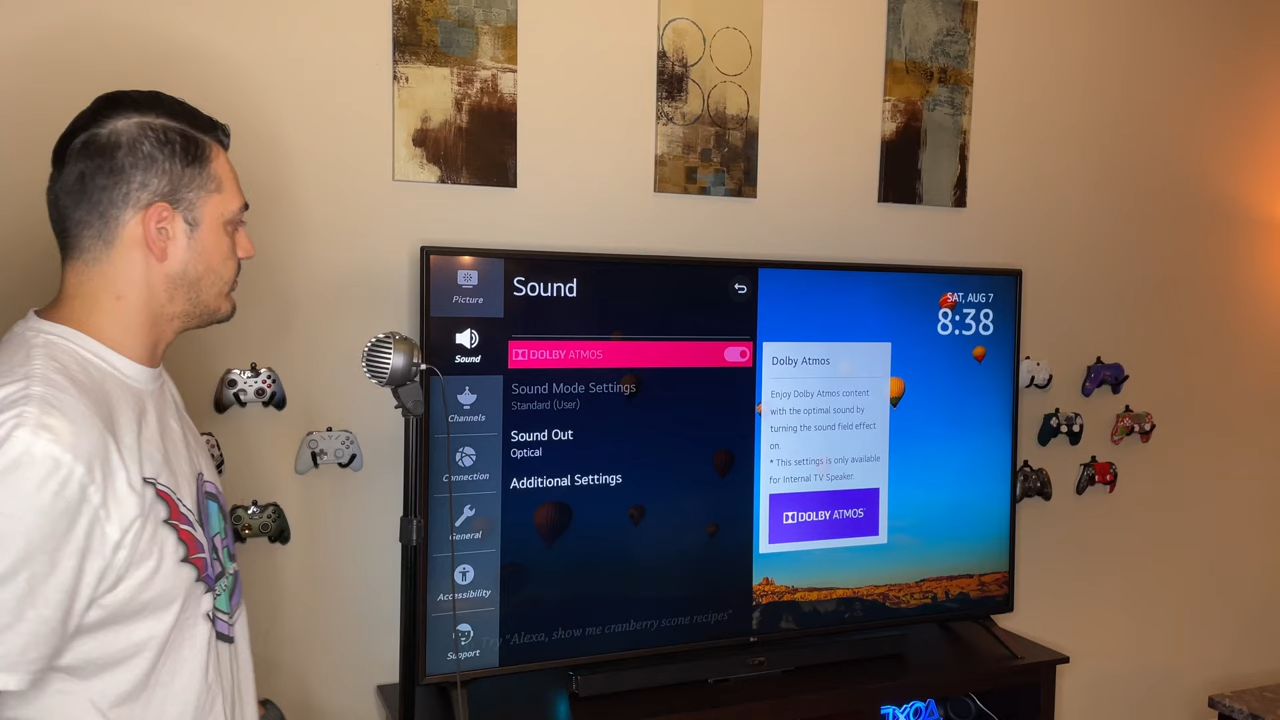 Picture
Sound
Channels
Connection
General
Accessibility
Support
Sound
DOLBY ATMOS
Sound Mode Settings
Standard (User)
Sound Out
Optical
Additional Settings
Try "Alexa, show me cranberry scone recipes"
SAT, AUG 7
8:38
Dolby Atmos
Enjoy Dolby Atmos content
with the optimal sound by
turning the sound field effect
on.
* This settings is only available
for Internal TV Speaker.
DOLBY ATMOS